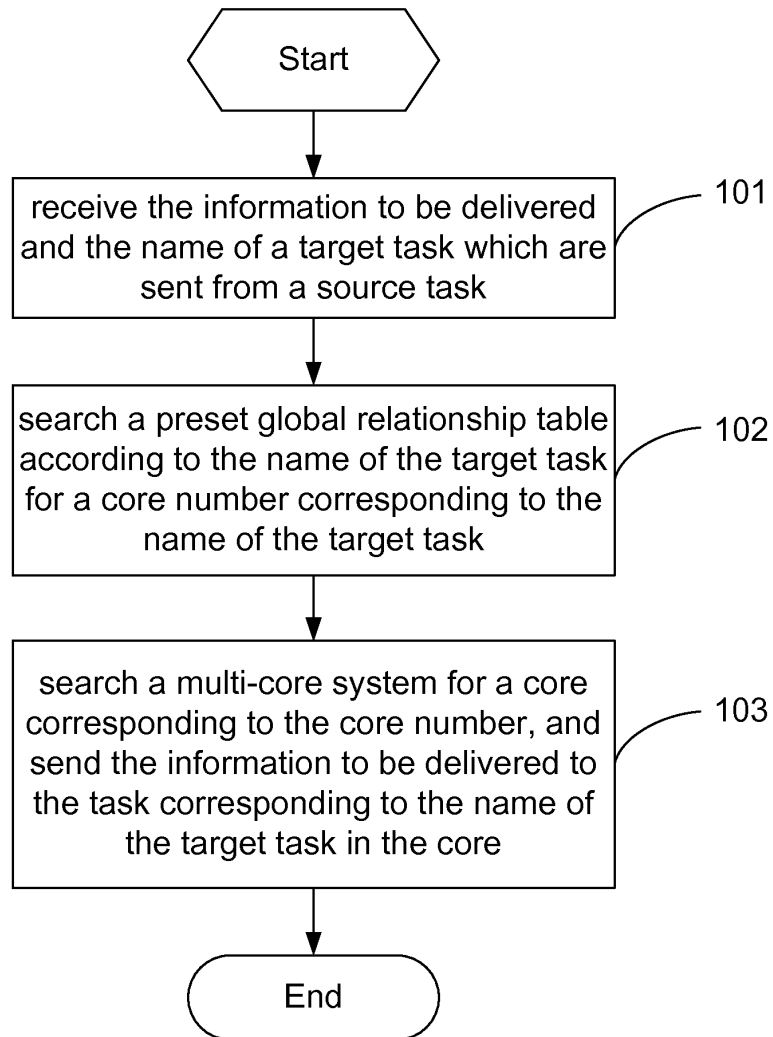 Start
receive the information to be delivered
and the name of a target task which are
sent from a source task
101
search a preset global relationship table
according to the name of the target task
for a core number corresponding to the
name of the target task
102
search a multi-core system for a core
corresponding to the core number, and
send the information to be delivered to
the task corresponding to the name of
the target task in the core
103
End